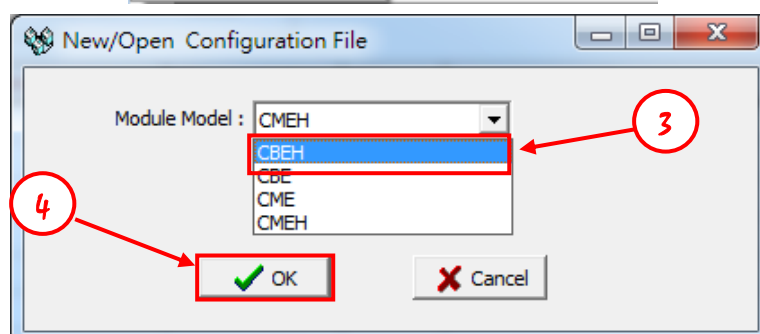 New/Open Configuration File
Module Model : CMEH
3
CBEH
CBE
CME
CMEH
4
OK
Cancel